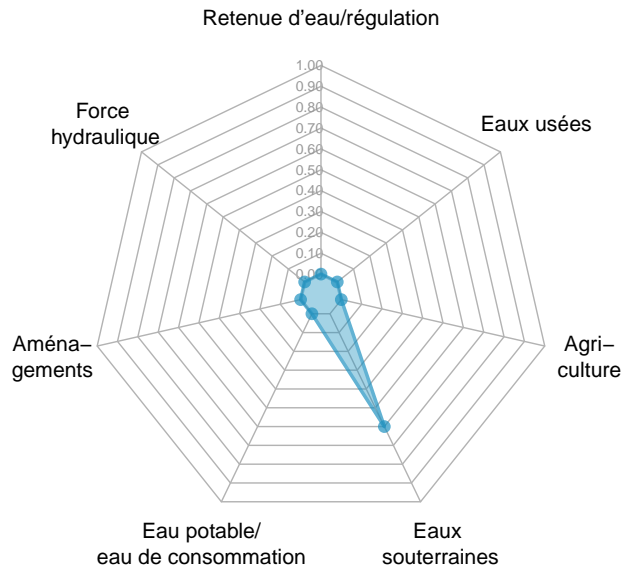 Retenue d'eau/régulation
1.00
0.90
0.80
0.70
0.60
0.50
0.40
0.30
0.20
0.10
0.00
Force
hydraulique
Eaux usées
Aména–
gements
Agri–
culture
Eau potable/
eau de consommation
Eaux
souterraines